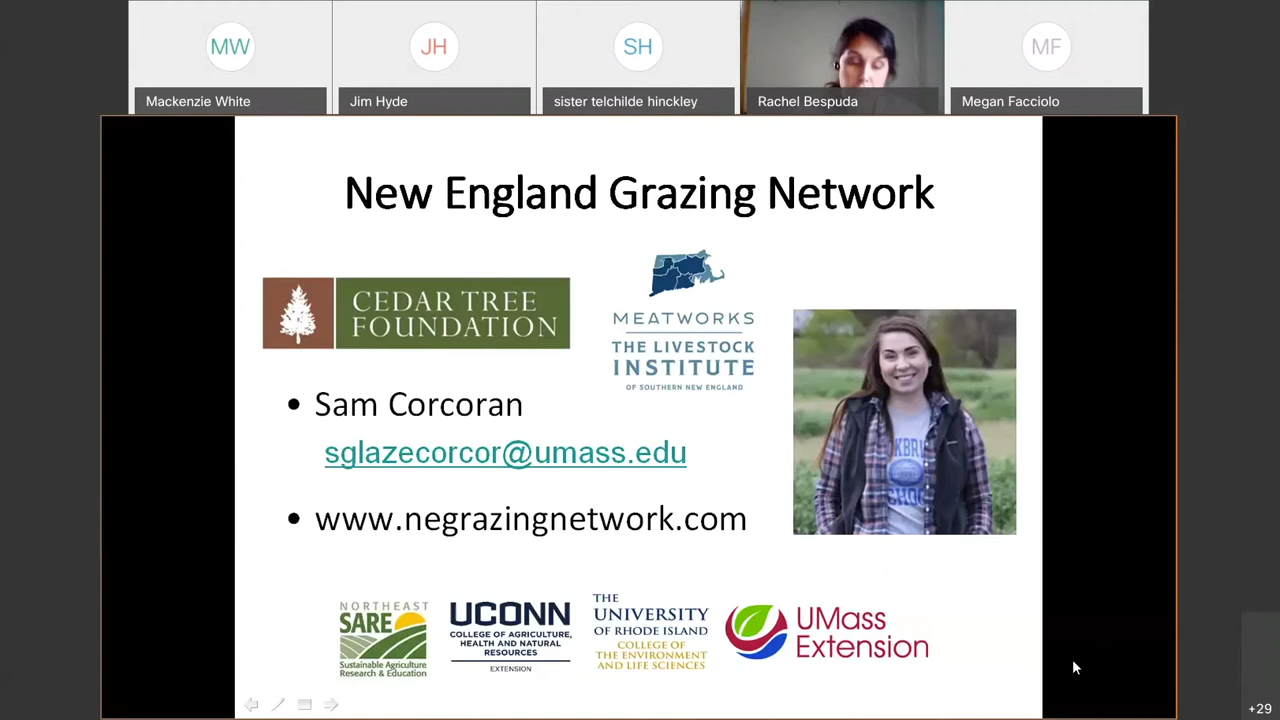 MW
JH
SH
MF
Mackenzie White
Jim Hyde
sister telchilde hinckley
Rachel Bespuda
Megan Facciolo
New England Grazing Network
CEDAR TREE
FOUNDATION
MEATWORKS
THE LIVESTOCK
INSTITUTE
OF SOUTHERN NEW ENGLAND
• Sam Corcoran
sglazecorcor@umass.edu
• www.negrazingnetwork.com
NORTHEAST
SARE
Sustainable Agriculture
Research & Education
UCONN
COLLEGE OF AGRICULTURE,
HEALTH AND NATURAL
RESOURCES
EXTENSION
THE
UNIVERSITY
OF RHODE ISLAND
COLLEGE OF
THE ENVIRONMENT
AND LIFE SCIENCES
UMass
Extension
+29